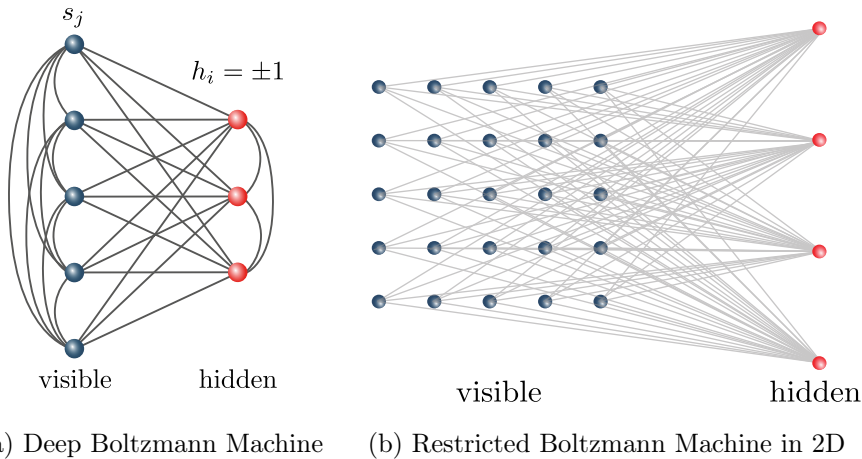 s_j
h_i = ±1
visible
hidden
visible
hidden
) Deep Boltzmann Machine
(b) Restricted Boltzmann Machine in 2D